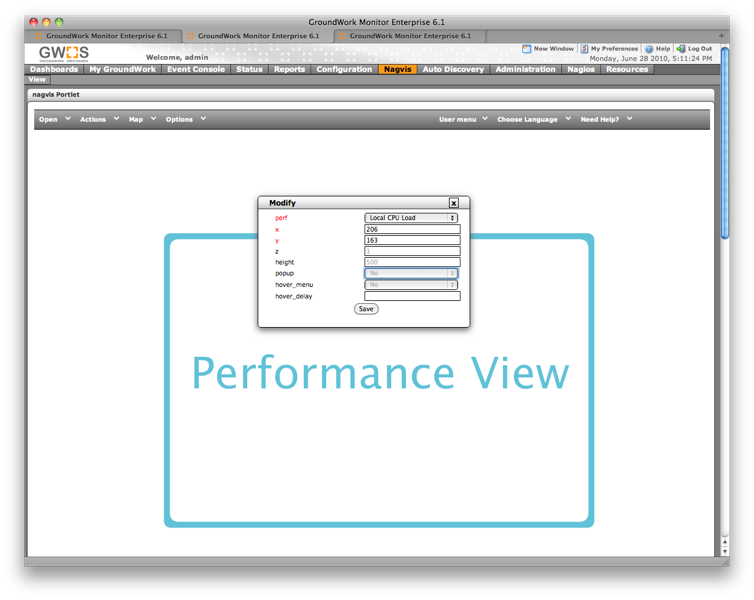 GroundWork Monitor Enterprise 6.1
GroundWork Monitor Enterprise 6.1 GroundWork Monitor Enterprise 6.1 GroundWork Monitor Enterprise 6.1
GWOS
Welcome, admin
New Window My Preferences Help Log Out
Monday, June 28 2010, 5:11:24 PM
Dashboards My GroundWork Event Console Status Reports Configuration Nagvis Auto Discovery Administration Nagios Resources
View
nagvis Portlet
Open Actions Map Options User menu Choose Language Need Help?
Modify x
perf Local CPU Load
x 206
y 163
z 1
height 500
popup No
hover_menu No
hover_delay
Save
Performance View